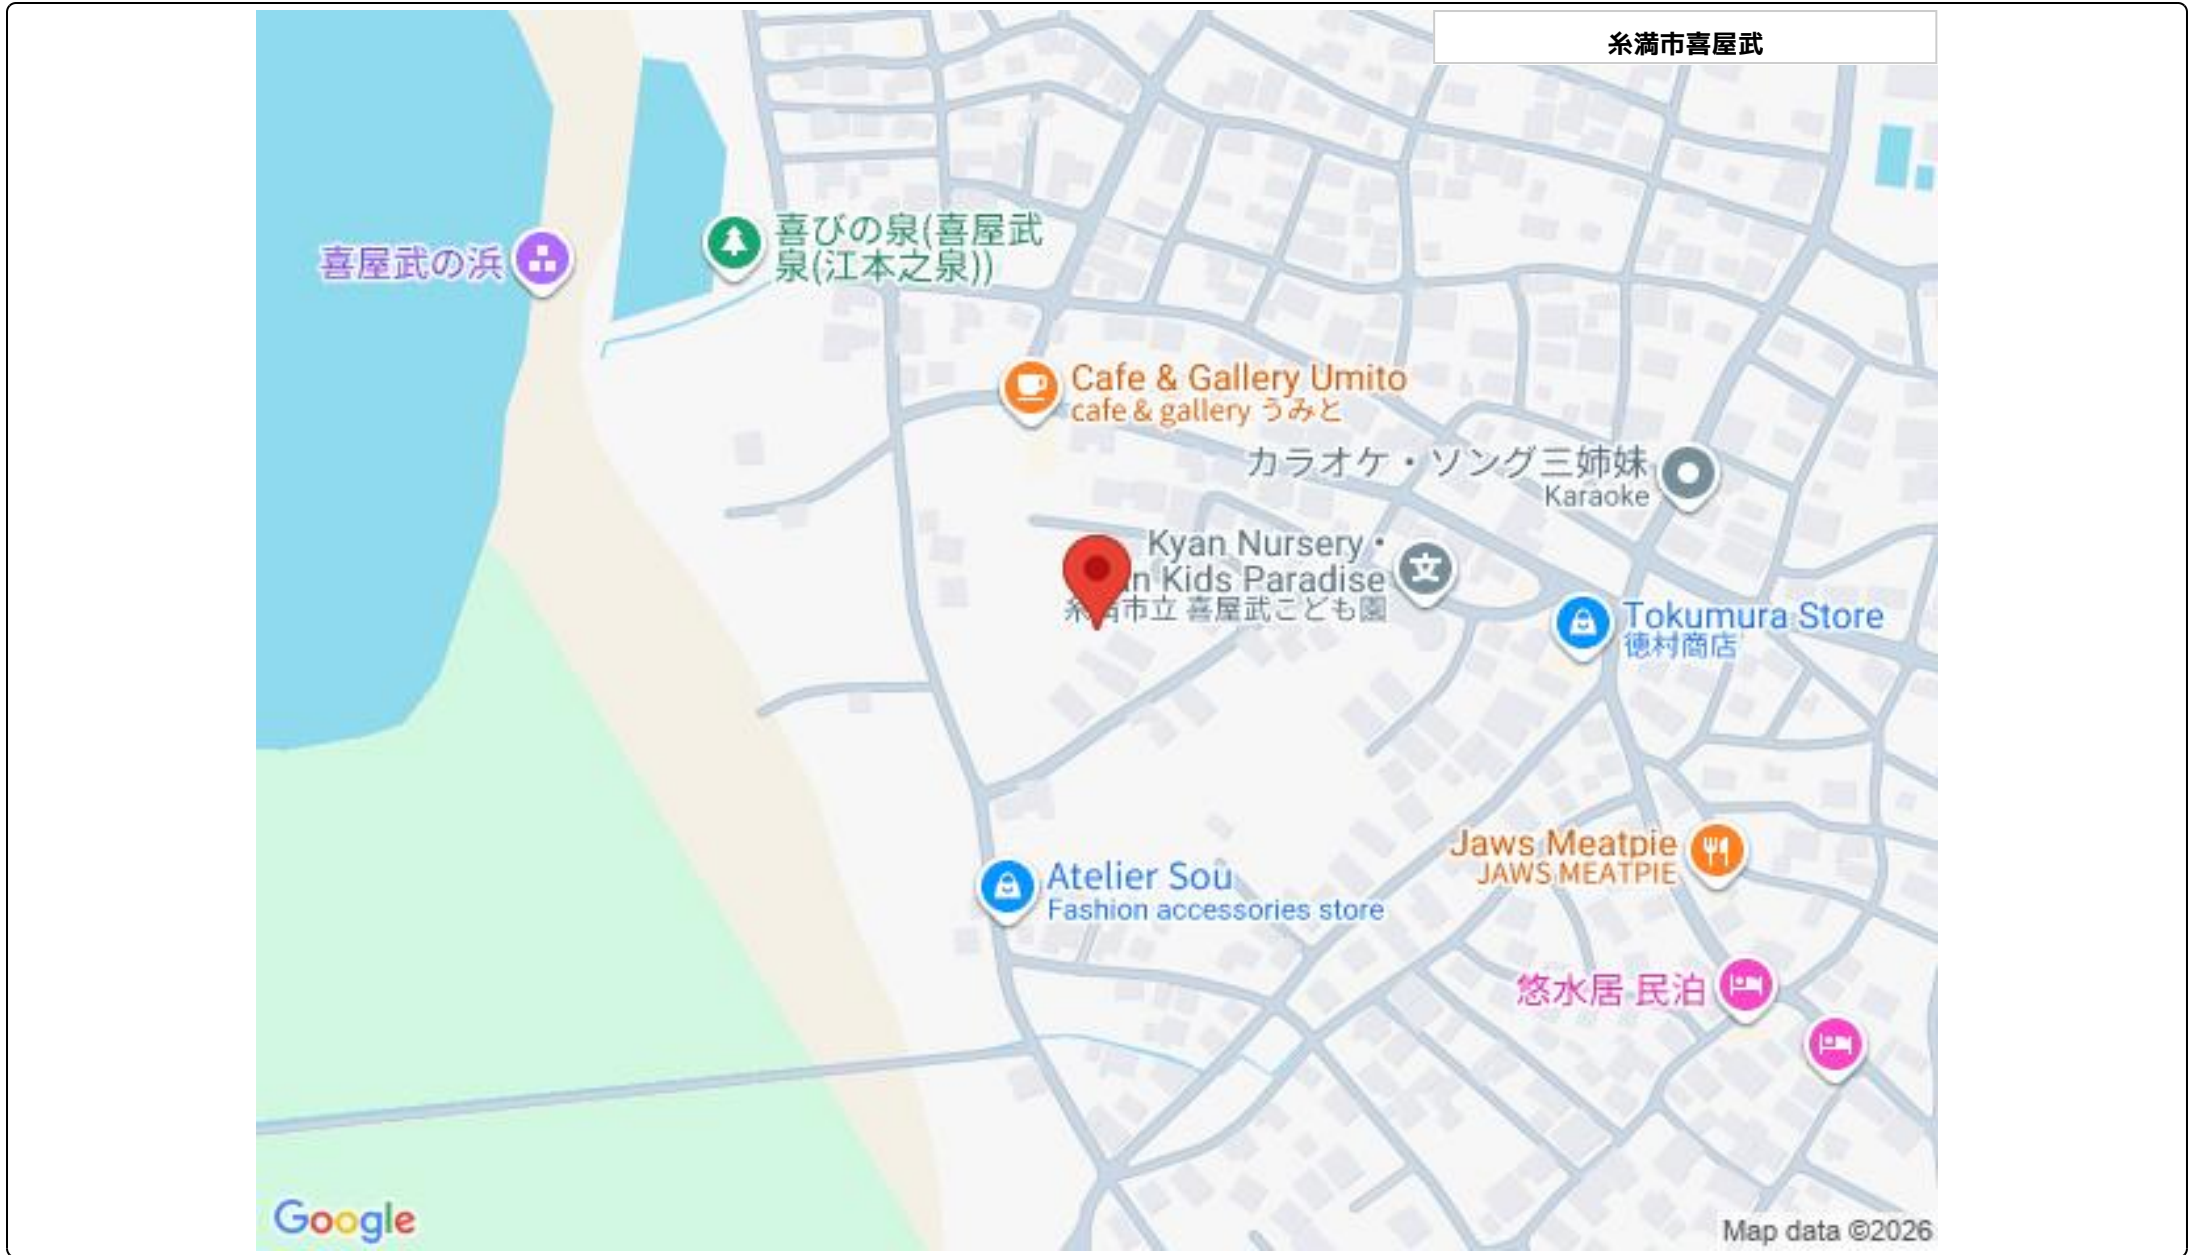 糸満市喜屋武
喜びの泉(喜屋武
泉(江本之泉))
喜屋武の浜
Cafe & Gallery Umito
cafe & gallery うみと
カラオケ・ソング三姉妹
Karaoke
Kyan Nursery・
n Kids Paradise
糸満市立 喜屋武こども園
Tokumura Store
徳村商店
Jaws Meatpie
JAWS MEATPIE
Atelier Sou
Fashion accessories store
悠水居 民泊
Google
Map data ©2026